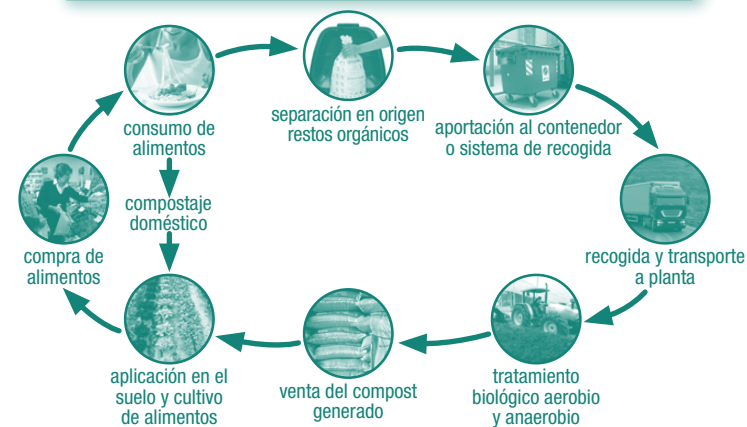 consumo de
alimentos
separación en origen
restos orgánicos
aportación al contenedor
o sistema de recogida
recogida y transporte
a planta
tratamiento
biológico aerobio
y anaerobio
venta del compost
generado
aplicación en el
suelo y cultivo
de alimentos
compra de
alimentos
compostaje
doméstico